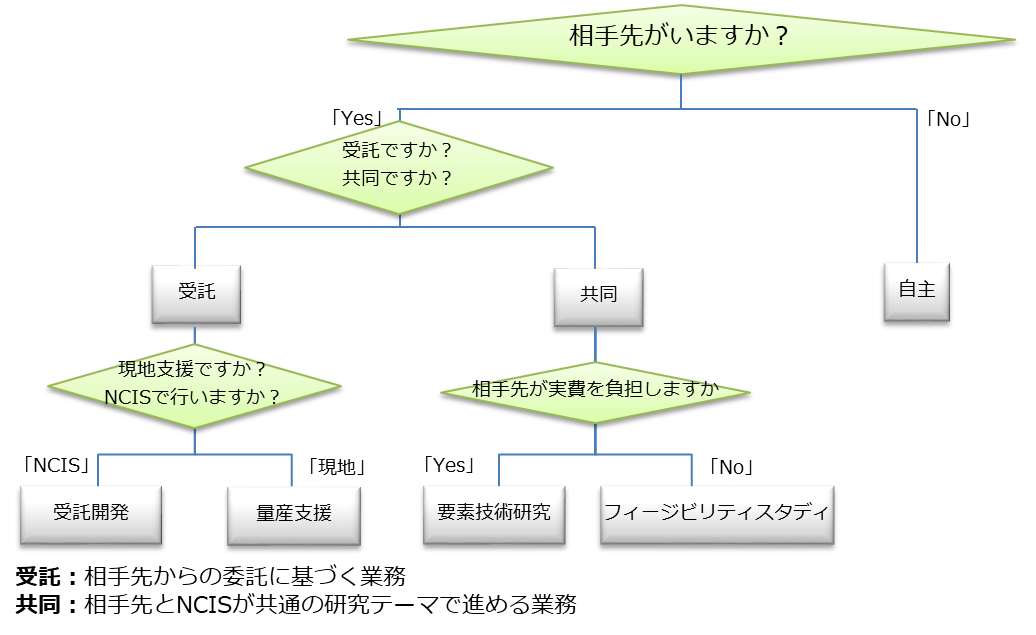 相手先がいますか？
「Yes」
「No」
受託ですか？
共同ですか？
受託
共同
自主
現地支援ですか？
NCISで行いますか？
相手先が実費を負担しますか
「NCIS」
「現地」
「Yes」
「No」
受託開発
量産支援
要素技術研究
フィージビリティスタディ
受託：相手先からの委託に基づく業務
共同：相手先とNCISが共通の研究テーマで進める業務